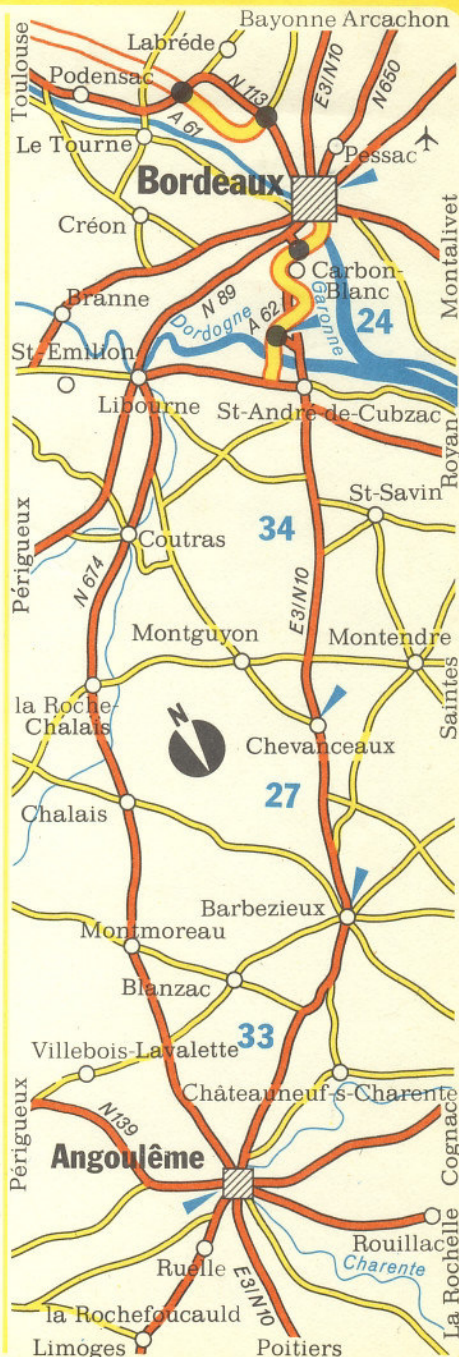 Bayonne Arcachon
Labréde
Toulouse
Podensac
N 113
E3/N10
N650
A 61
Le Tourne
Pessac
Bordeaux
Créon
Montalivet
Carbon-
Blanc
Branne
N 89
Dordogne
A 62
Garonne
24
St-Emilion
Libourne
St-André-de-Cubzac
Royan
St-Savin
34
Périgueux
Coutras
N 674
E3/N10
Montguyon
Montendre
Saintes
la Roche-
Chalais
N
Chevanceaux
27
Chalais
Barbezieux
Montmoreau
Blanzac
33
Villebois-Lavalette
Châteauneuf-s-Charente
Périgueux
N139
Cognac
Angoulême
Rouillac
Ruelle
E3/N10
Charente
La Rochelle
la Rochefoucauld
Limoges
Poitiers